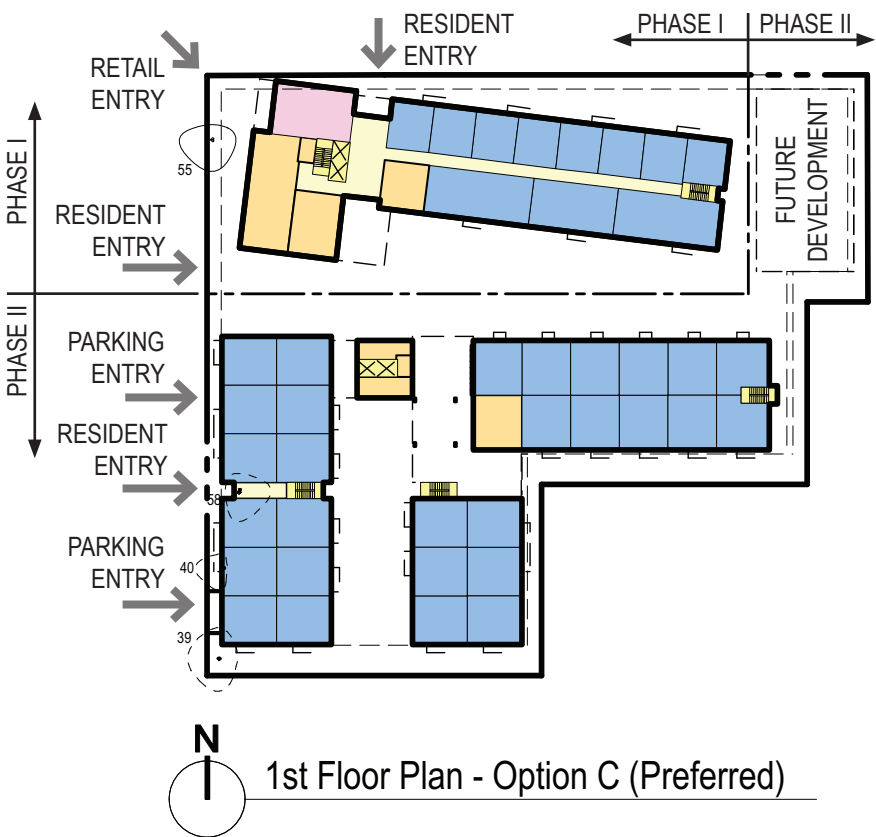 RESIDENT
ENTRY
PHASE I
PHASE II
RETAIL
ENTRY
PHASE I
55
FUTURE
DEVELOPMENT
RESIDENT
ENTRY
PHASE II
PARKING
ENTRY
RESIDENT
ENTRY
58
PARKING
ENTRY
40
39
N
1st Floor Plan - Option C (Preferred)